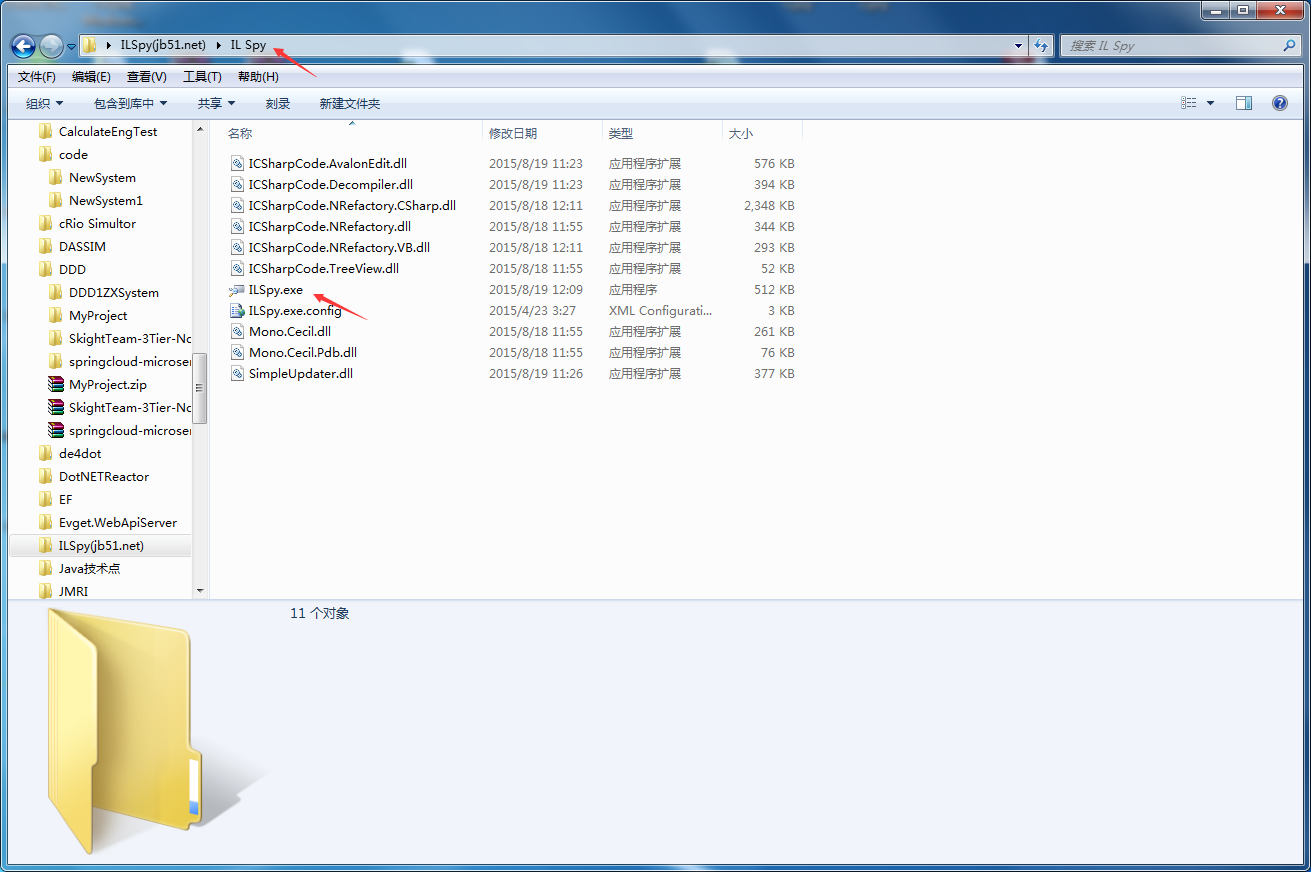 ILSpy(jb51.net) IL Spy 搜索 IL Spy
文件(F) 编辑(E) 查看(V) 工具(T) 帮助(H)
组织 包含到库中 共享 刻录 新建文件夹
CalculateEngTest
code
NewSystem
NewSystem1
cRio Simultor
DASSIM
DDD
DDD1ZXSystem
MyProject
SkightTeam-3Tier-Nc
springcloud-microser
MyProject.zip
SkightTeam-3Tier-Nc
springcloud-microser
de4dot
DotNETReactor
EF
Evget.WebApiServer
ILSpy(jb51.net)
Java技术点
JMRI
名称 修改日期 类型 大小
ICSharpCode.AvalonEdit.dll 2015/8/19 11:23 应用程序扩展 576 KB
ICSharpCode.Decompiler.dll 2015/8/19 11:23 应用程序扩展 394 KB
ICSharpCode.NRefactory.CSharp.dll 2015/8/18 12:11 应用程序扩展 2,348 KB
ICSharpCode.NRefactory.dll 2015/8/18 11:55 应用程序扩展 344 KB
ICSharpCode.NRefactory.VB.dll 2015/8/18 12:11 应用程序扩展 293 KB
ICSharpCode.TreeView.dll 2015/8/18 11:55 应用程序扩展 52 KB
ILSpy.exe 2015/8/19 12:09 应用程序 512 KB
ILSpy.exe.config 2015/4/23 3:27 XML Configurati... 3 KB
Mono.Cecil.dll 2015/8/18 11:55 应用程序扩展 261 KB
Mono.Cecil.Pdb.dll 2015/8/18 11:55 应用程序扩展 76 KB
SimpleUpdater.dll 2015/8/19 11:26 应用程序扩展 377 KB
11 个对象